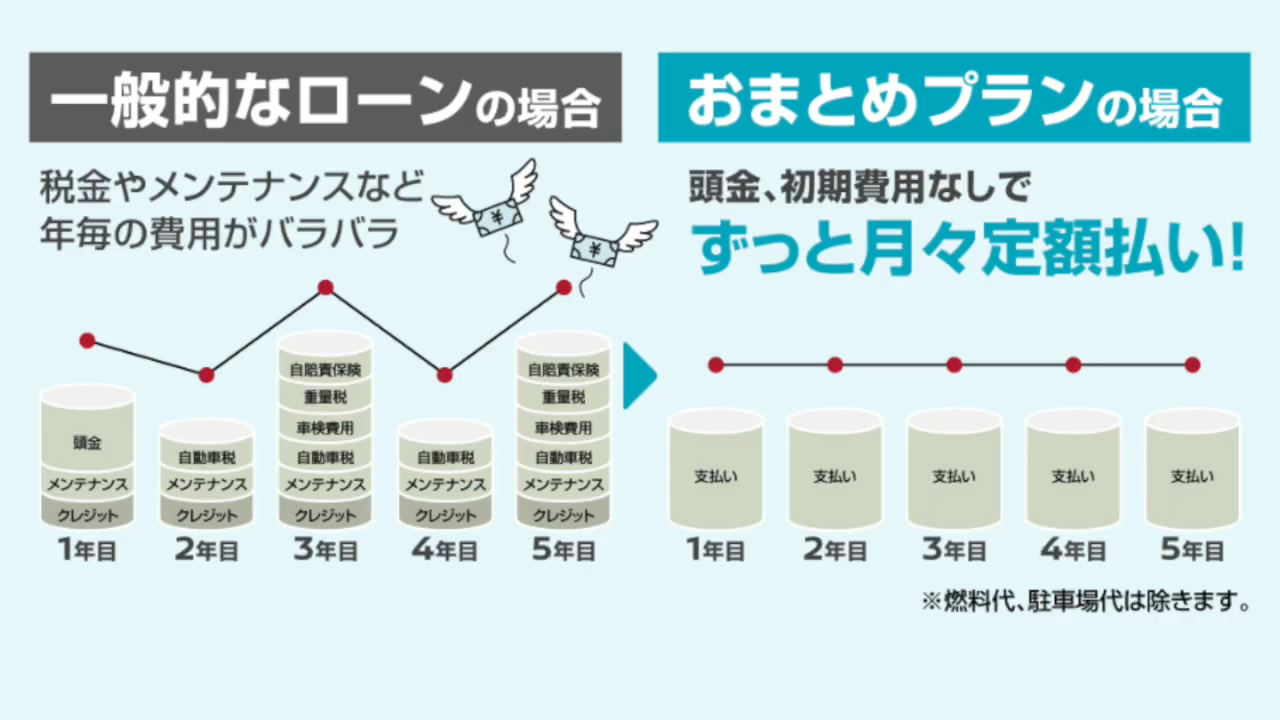 一般的なローンの場合
税金やメンテナンスなど
年毎の費用がバラバラ
¥
¥
頭金
メンテナンス
クレジット
1年目
自動車税
メンテナンス
クレジット
2年目
自賠責保険
重量税
車検費用
自動車税
メンテナンス
クレジット
3年目
自動車税
メンテナンス
クレジット
4年目
自賠責保険
重量税
車検費用
自動車税
メンテナンス
クレジット
5年目
おまとめプランの場合
頭金、初期費用なしで
ずっと月々定額払い!
支払い
1年目
支払い
2年目
支払い
3年目
支払い
4年目
支払い
5年目
※燃料代、駐車場代は除きます。